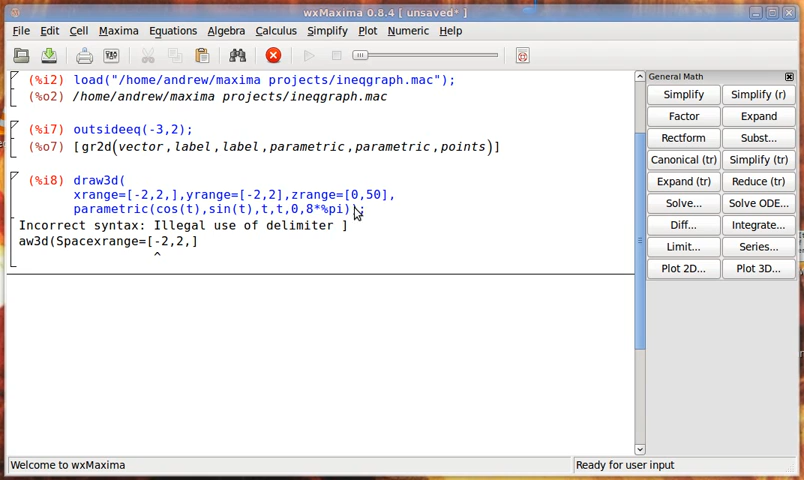 wxMaxima 0.8.4 [ unsaved* ]
File Edit Cell Maxima Equations Algebra Calculus Simplify Plot Numeric Help
General Math
(%i2) load("/home/andrew/maxima projects/ineqgraph.mac");
(%o2) /home/andrew/maxima projects/ineqgraph.mac
(%i7) outsideeq(-3,2);
(%o7) [gr2d(vector,label,label,parametric,parametric,points)]
(%i8) draw3d(
xrange=[-2,2,],yrange=[-2,2],zrange=[0,50],
parametric(cos(t),sin(t),t,t,0,8*%pi));
Incorrect syntax: Illegal use of delimiter ]
aw3d(Spacexrange=[-2,2,]
^
Simplify Simplify (r)
Factor Expand
Rectform Subst...
Canonical (tr) Simplify (tr)
Expand (tr) Reduce (tr)
Solve... Solve ODE...
Diff... Integrate...
Limit... Series...
Plot 2D... Plot 3D...
Welcome to wxMaxima
Ready for user input